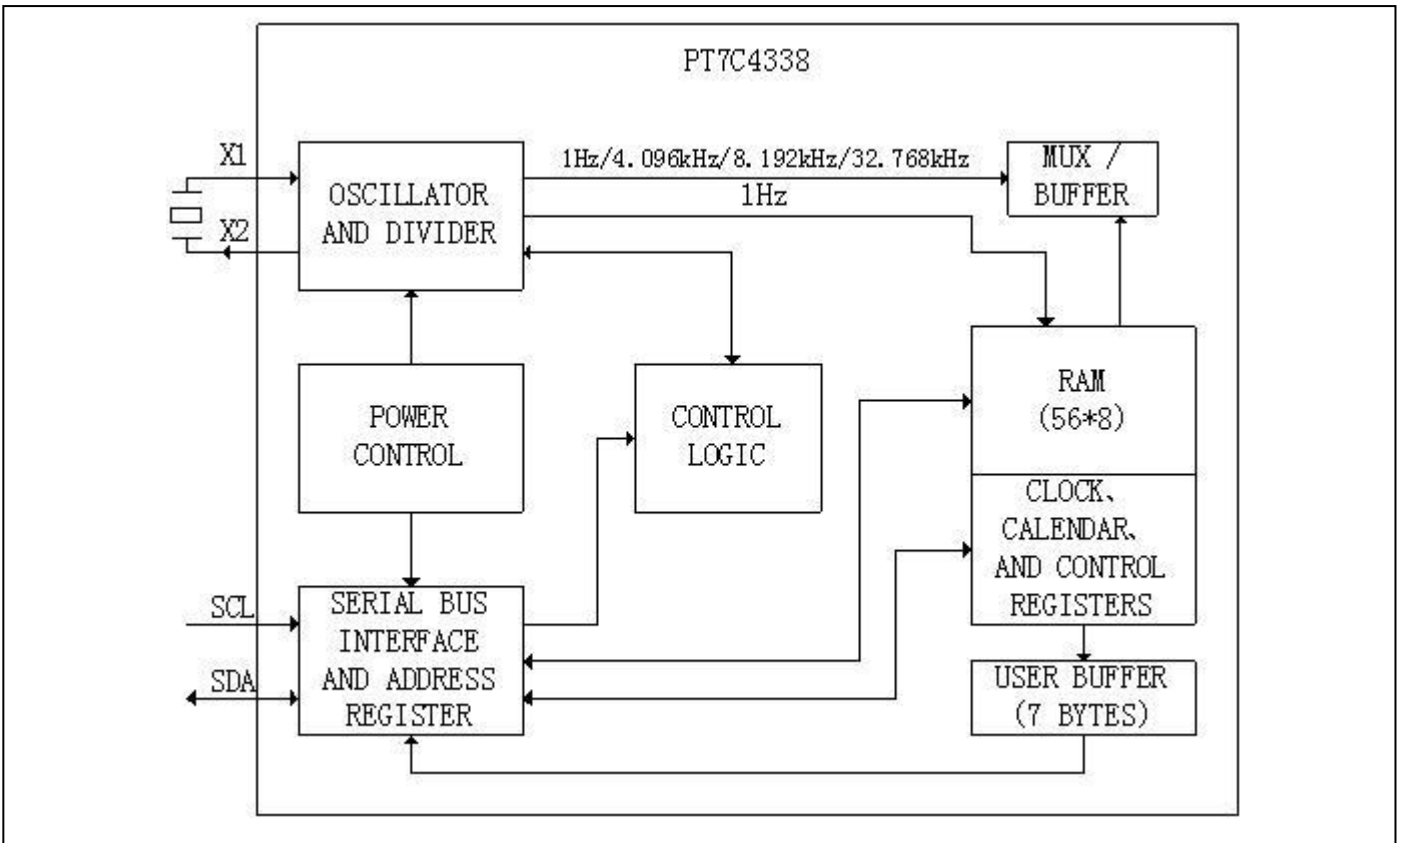 PT7C4338
X1
X2
OSCILLATOR
AND DIVIDER
1Hz/4.096kHz/8.192kHz/32.768kHz
1Hz
MUX /
BUFFER
POWER
CONTROL
CONTROL
LOGIC
RAM
(56*8)
CLOCK、
CALENDAR、
AND CONTROL
REGISTERS
SCL
SDA
SERIAL BUS
INTERFACE
AND ADDRESS
REGISTER
USER BUFFER
(7 BYTES)